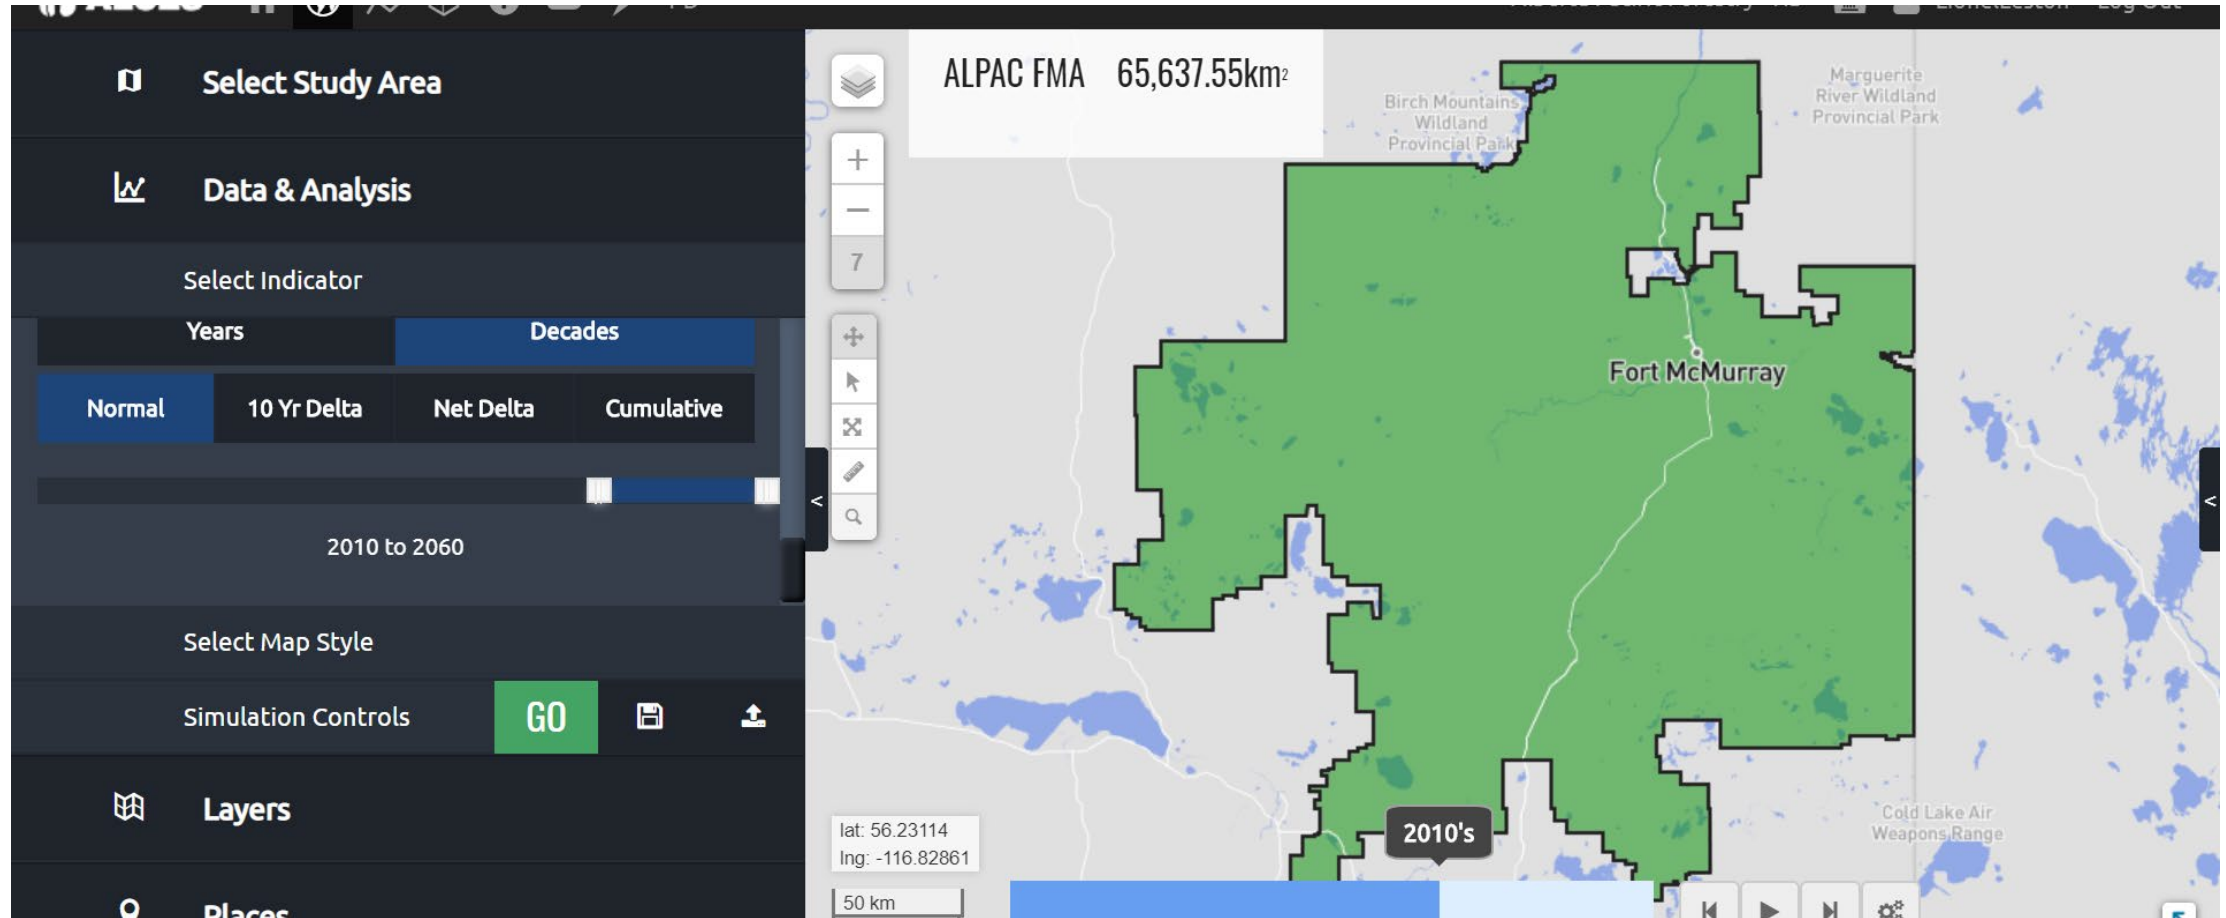 Select Study Area
Data & Analysis
Select Indicator
Years
Decades
Normal
10 Yr Delta
Net Delta
Cumulative
2010 to 2060
Select Map Style
Simulation Controls
GO
Layers
Places
ALPAC FMA 65,637.55km²
+
−
7
<
<
Birch Mountains
Wildland
Provincial Park
Marguerite
River Wildland
Provincial Park
Fort McMurray
Cold Lake Air
Weapons Range
2010's
lat: 56.23114
lng: -116.82861
50 km